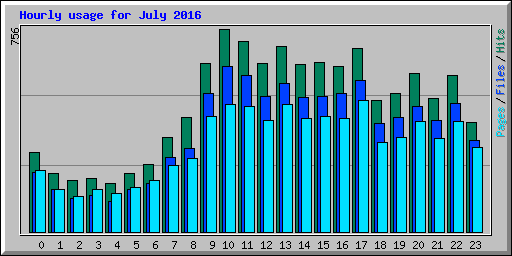 Hourly usage for July 2016
756
Pages / Files / Hits
0 1 2 3 4 5 6 7 8 9 10 11 12 13 14 15 16 17 18 19 20 21 22 23